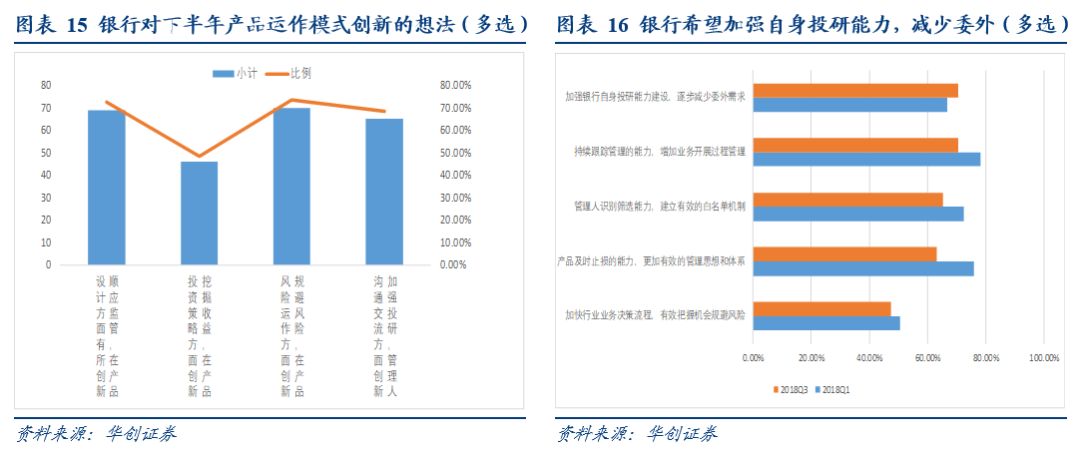 图表 15 银行对下半年产品运作模式创新的想法（多选）
小计 比例
80
70
60
50
40
30
20
10
0
80.00%
70.00%
60.00%
50.00%
40.00%
30.00%
20.00%
10.00%
0.00%
顺应监管，在产品
设计方面有所创新
挖掘收益，在产品
投资策略方面创新
规避风险，在产品
风险运作方面创新
加强投研，管理人
沟通交流方面创新
资料来源：华创证券
图表 16 银行希望加强自身投研能力，减少委外（多选）
加强银行自身投研能力建设，逐步减少委外需求
持续跟踪管理的能力，增加业务开展过程管理
管理人识别筛选能力，建立有效的白名单机制
产品及时止损的能力，更加有效的管理思想和体系
加快行业业务决策流程，有效把握机会规避风险
0.00% 20.00% 40.00% 60.00% 80.00% 100.00%
2018Q3 2018Q1
资料来源：华创证券